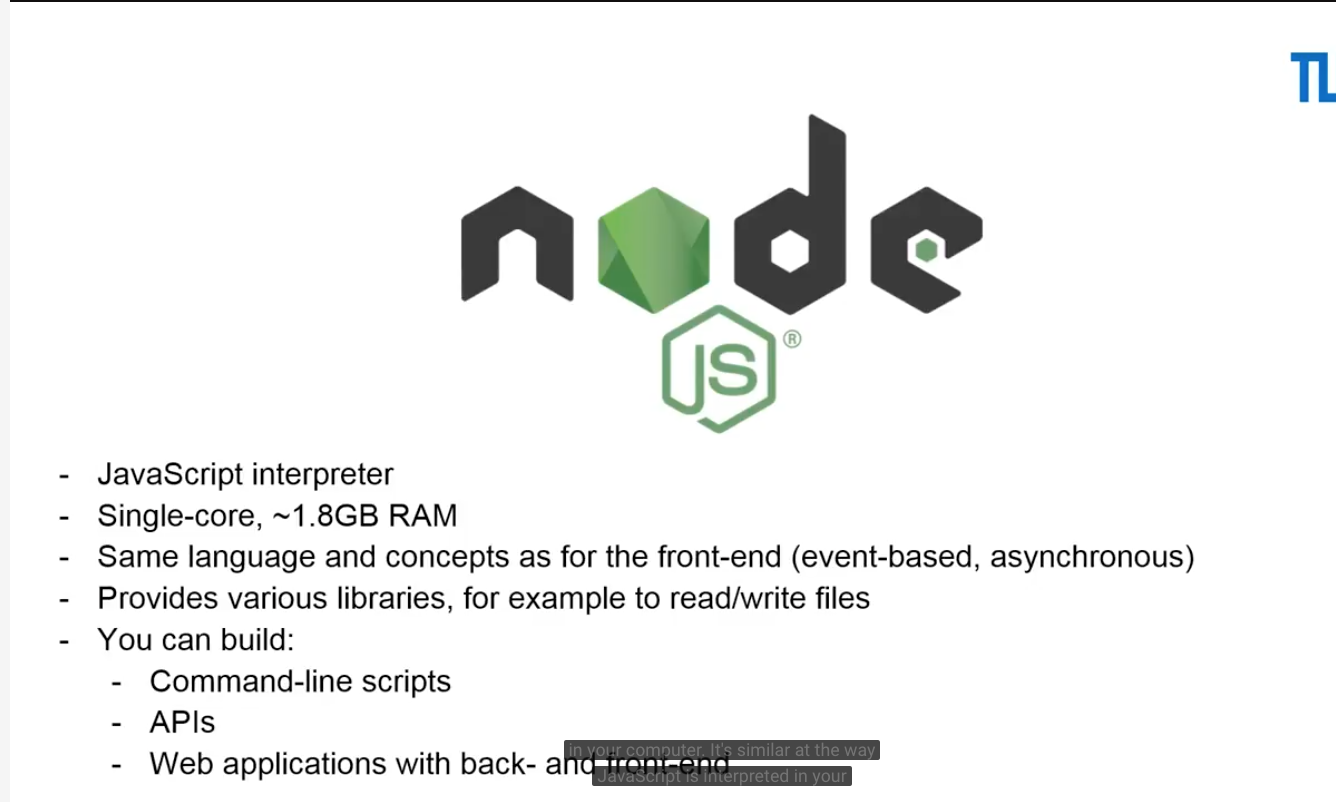 TU
node
JS ®
- JavaScript interpreter
- Single-core, ~1.8GB RAM
- Same language and concepts as for the front-end (event-based, asynchronous)
- Provides various libraries, for example to read/write files
- You can build:
- Command-line scripts
- APIs
- Web applications with back- and front-end
in your computer. It's similar at the way
JavaScript is interpreted in your